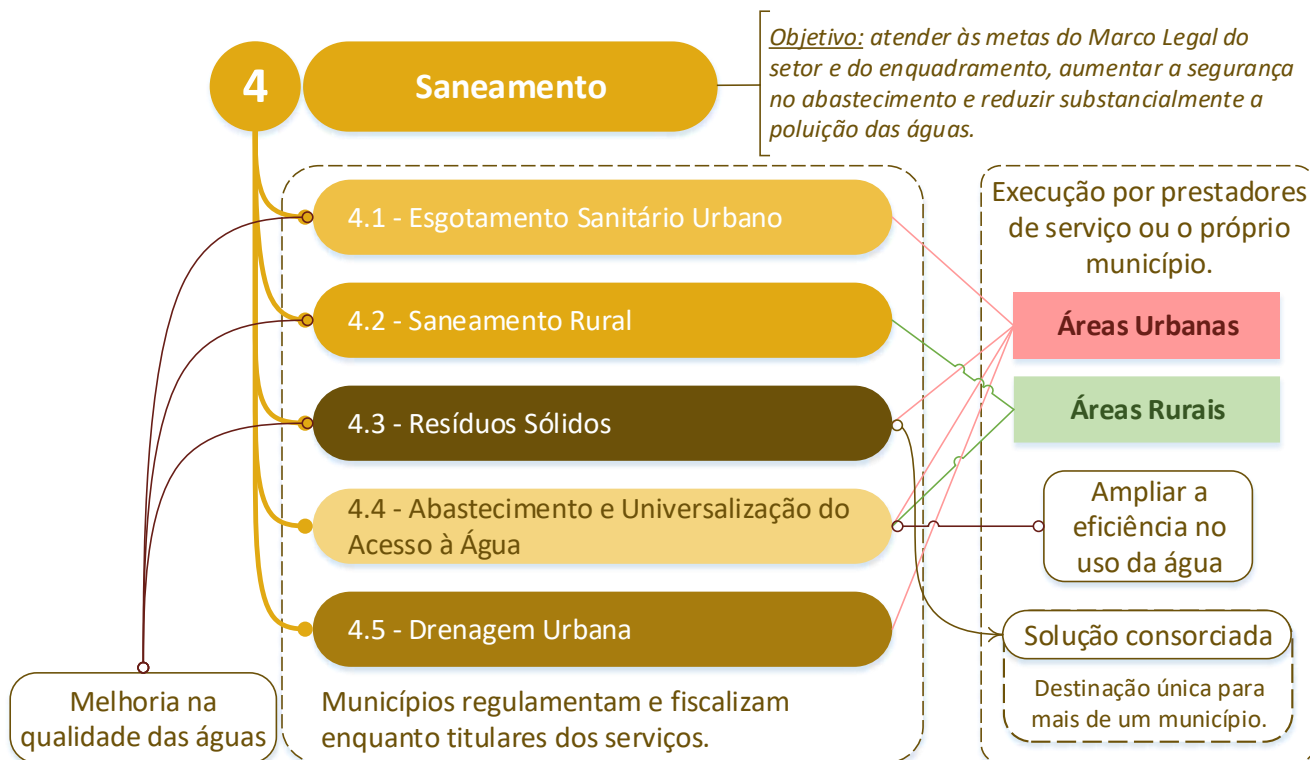 4
Saneamento
Objetivo: atender às metas do Marco Legal do
setor e do enquadramento, aumentar a segurança
no abastecimento e reduzir substancialmente a
poluição das águas.
4.1 - Esgotamento Sanitário Urbano
4.2 - Saneamento Rural
4.3 - Resíduos Sólidos
4.4 - Abastecimento e Universalização do
Acesso à Água
4.5 - Drenagem Urbana
Municípios regulamentam e fiscalizam
enquanto titulares dos serviços.
Melhoria na
qualidade das águas
Execução por prestadores
de serviço ou o próprio
município.
Áreas Urbanas
Áreas Rurais
Ampliar a
eficiência no
uso da água
Solução consorciada
Destinação única para
mais de um município.